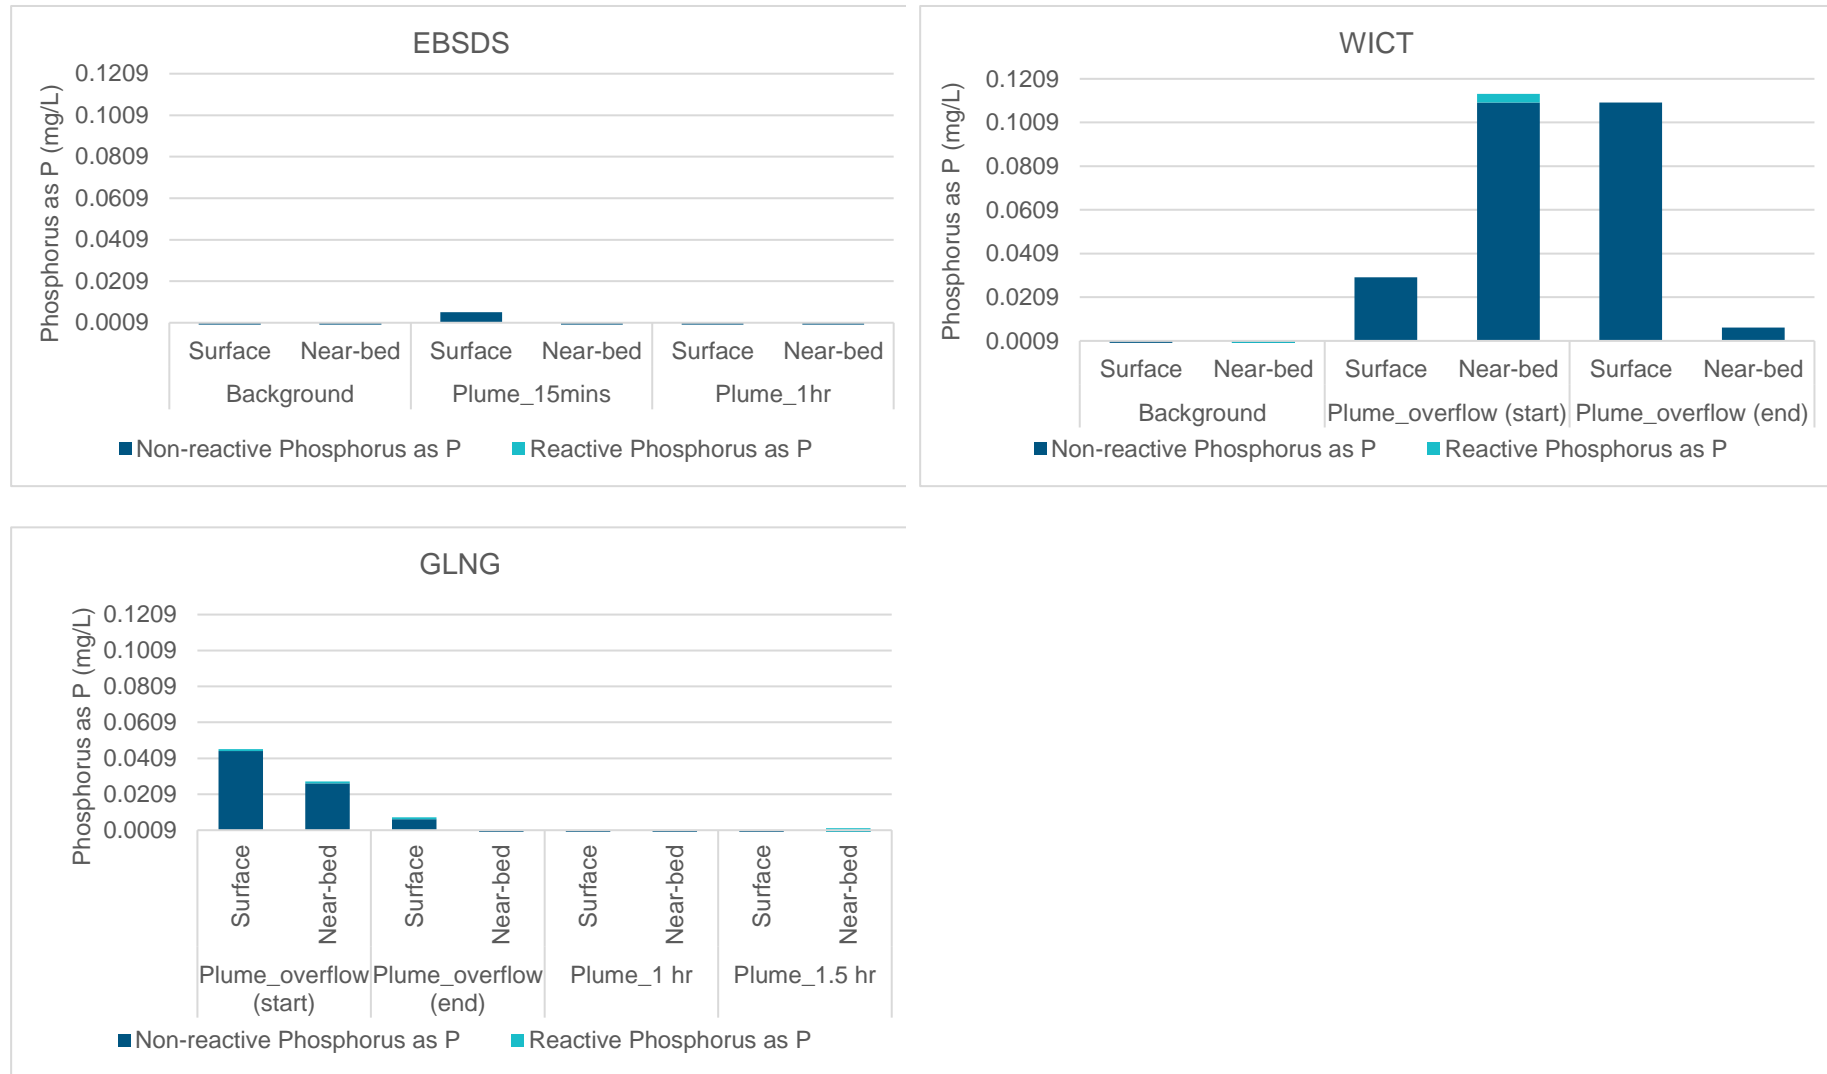 EBSDS
Phosphorus as P (mg/L)
0.1209
0.1009
0.0809
0.0609
0.0409
0.0209
0.0009
Surface Near-bed Surface Near-bed Surface Near-bed
Background Plume_15mins Plume_1hr
Non-reactive Phosphorus as P Reactive Phosphorus as P
WICT
Phosphorus as P (mg/L)
0.1209
0.1009
0.0809
0.0609
0.0409
0.0209
0.0009
Surface Near-bed Surface Near-bed Surface Near-bed
Background Plume_overflow (start) Plume_overflow (end)
Non-reactive Phosphorus as P Reactive Phosphorus as P
GLNG
Phosphorus as P (mg/L)
0.1209
0.1009
0.0809
0.0609
0.0409
0.0209
0.0009
Surface Near-bed Surface Near-bed Surface Near-bed Surface Near-bed
Plume_overflow (start) Plume_overflow (end) Plume_1 hr Plume_1.5 hr
Non-reactive Phosphorus as P Reactive Phosphorus as P